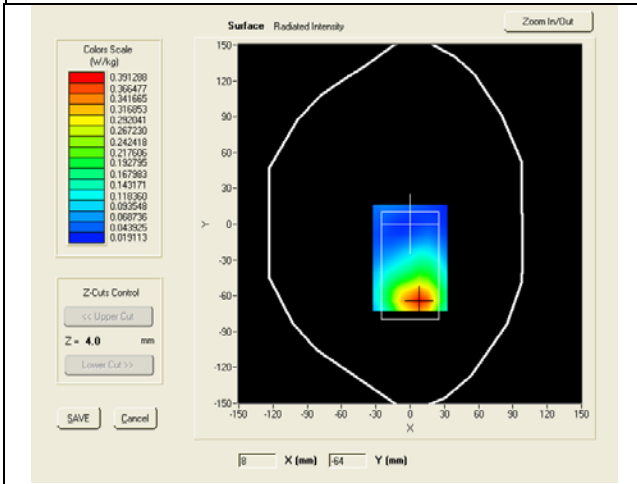 Surface Radiated Intensity
Zoom In/Out
Colors Scale
(W/kg)
0.391288
0.366477
0.341665
0.316853
0.292041
0.267230
0.242418
0.217606
0.192795
0.167983
0.143171
0.118360
0.093548
0.068736
0.043925
0.019113
150
120
90
60
30
0
-30
-60
-90
-120
-150
Y
-150 -120 -90 -60 -30 0 30 60 90 120 150
X
Z-Cuts Control
<< Upper Cut
Z = 4.0 mm
Lower Cut >>
SAVE Cancel
8 X (mm) -64 Y (mm)